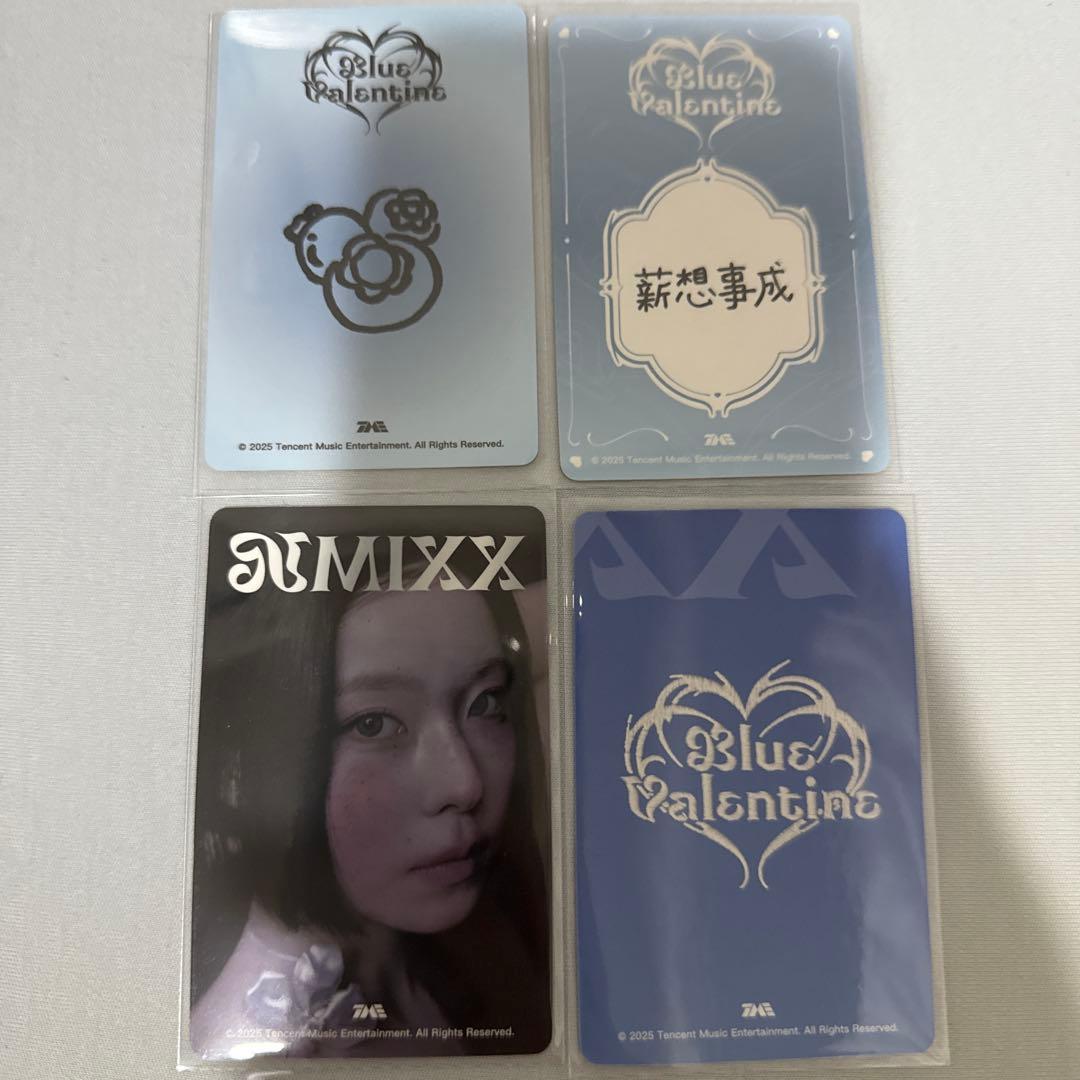 Blue
Valentine
TME
© 2025 Tencent Music Entertainment. All Rights Reserved.
Blue
Valentine
薪想事成
TME
© 2025 Tencent Music Entertainment. All Rights Reserved.
NMIXX
TME
© 2025 Tencent Music Entertainment. All Rights Reserved.
XX
Blue
Valentine
TME
© 2025 Tencent Music Entertainment. All Rights Reserved.